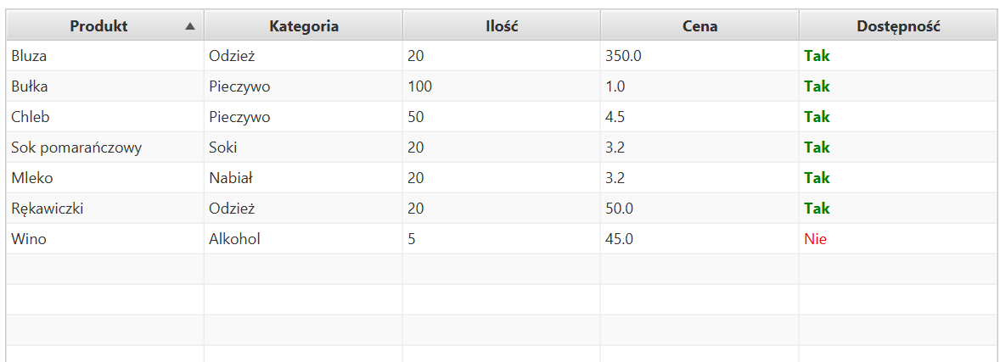 Produkt Kategoria Ilość Cena Dostępność
Bluza Odzież 20 350.0 Tak
Bułka Pieczywo 100 1.0 Tak
Chleb Pieczywo 50 4.5 Tak
Sok pomarańczowy Soki 20 3.2 Tak
Mleko Nabiał 20 3.2 Tak
Rękawiczki Odzież 20 50.0 Tak
Wino Alkohol 5 45.0 Nie